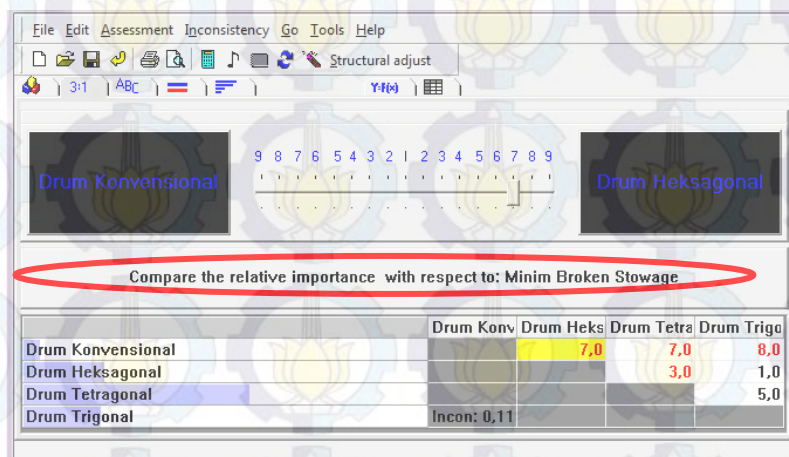 File Edit Assessment Inconsistency Go Tools Help
Structural adjust
3:1 ABC Y:F(x)
9 8 7 6 5 4 3 2 1 2 3 4 5 6 7 8 9
Drum Konvensional Drum Heksagonal
Compare the relative importance with respect to: Minim Broken Stowage
Drum Konv Drum Heks Drum Tetra Drum Trigo
Drum Konvensional 7,0 7,0 8,0
Drum Heksagonal 3,0 1,0
Drum Tetragonal 5,0
Drum Trigonal Incon: 0,11